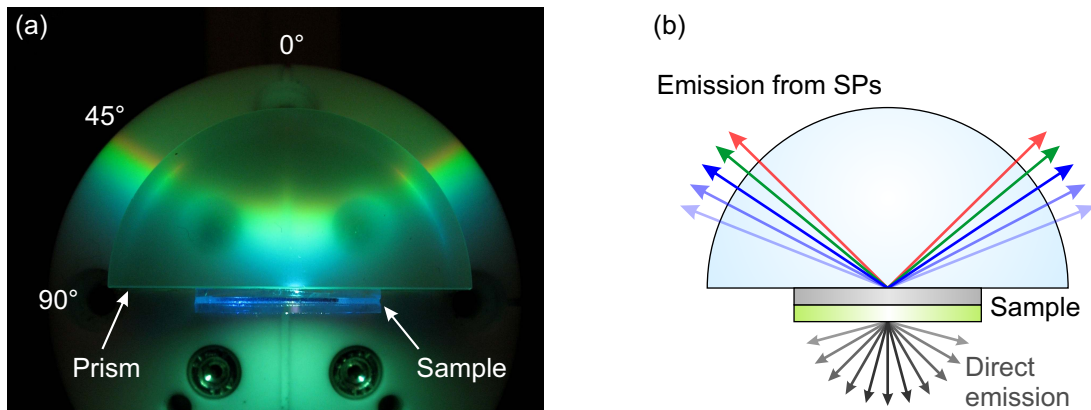 (a)
0°
45°
90°
Prism
Sample
(b)
Emission from SPs
Sample
Direct
emission